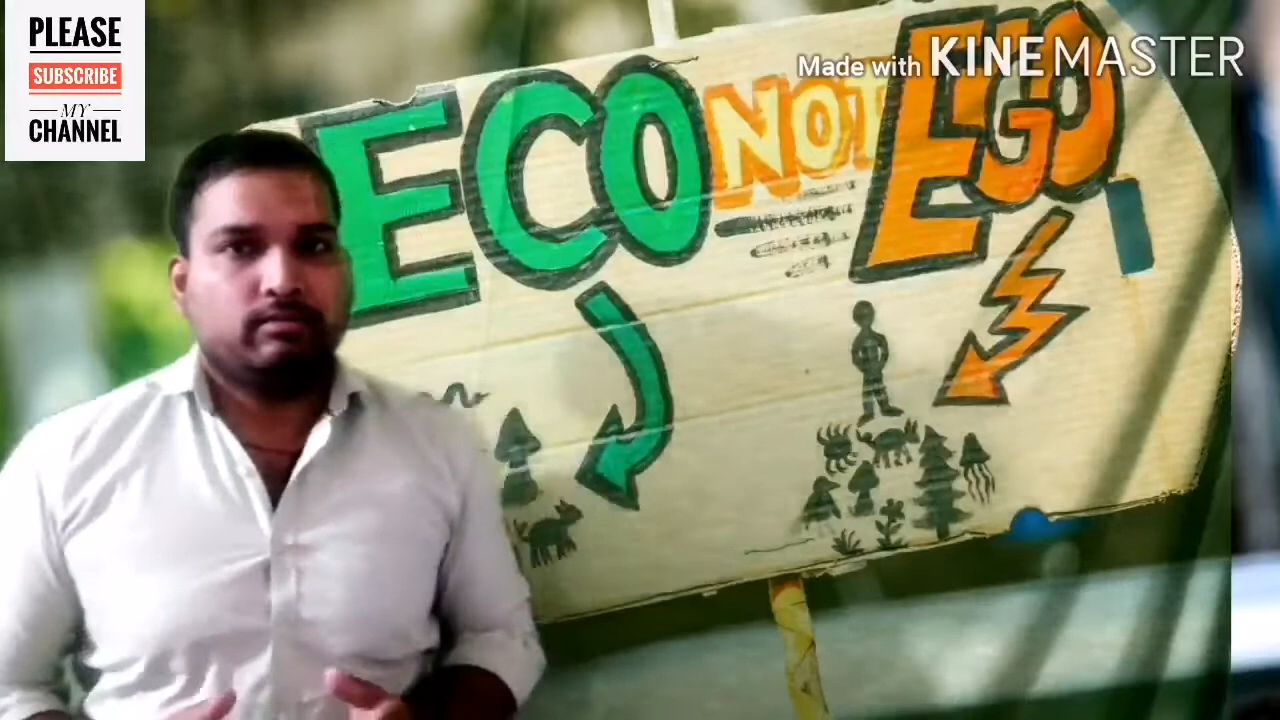 PLEASE
SUBSCRIBE
MY
CHANNEL
Made with KINEMASTER
ECO NOT EGO